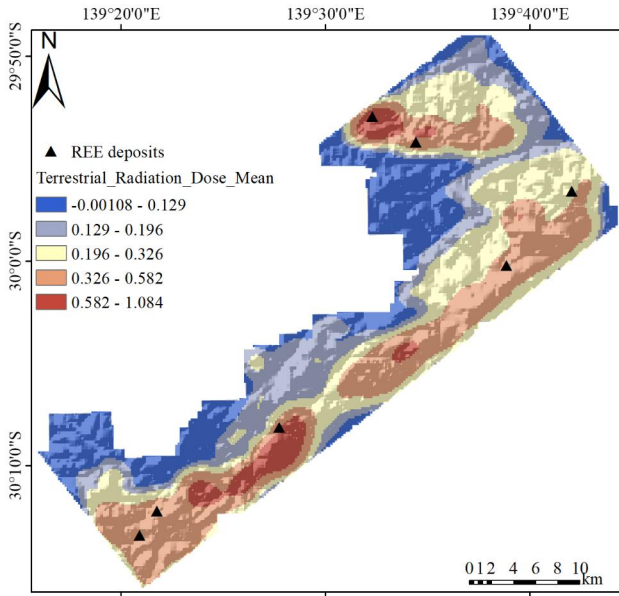 139°20'0"E 139°30'0"E 139°40'0"E
29°50'0"S
N
REE deposits
Terrestrial_Radiation_Dose_Mean
-0.00108 - 0.129
0.129 - 0.196
0.196 - 0.326
0.326 - 0.582
0.582 - 1.084
30°0'0"S
30°10'0"S
0 1 2 4 6 8 10
km